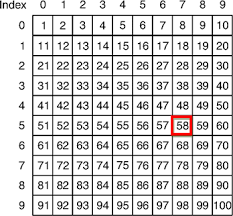 Index 0 1 2 3 4 5 6 7 8 9
0 1 2 3 4 5 6 7 8 9 10
1 11 12 13 14 15 16 17 18 19 20
2 21 22 23 24 25 26 27 28 29 30
3 31 32 33 34 35 36 37 38 39 40
4 41 42 43 44 45 46 47 48 49 50
5 51 52 53 54 55 56 57 58 59 60
6 61 62 63 64 65 66 67 68 69 70
7 71 72 73 74 75 76 77 78 79 80
8 81 82 83 84 85 86 87 88 89 90
9 91 92 93 94 95 96 97 98 99 100